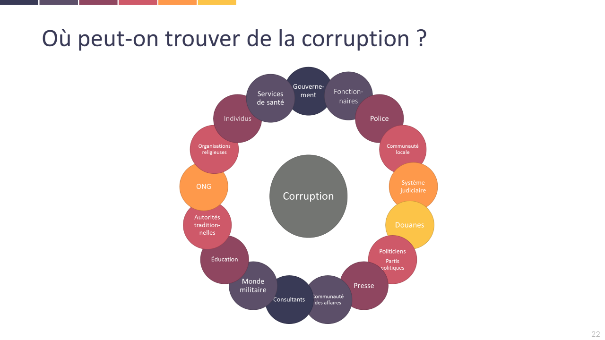 Où peut-on trouver de la corruption ?
Gouverne-
ment
Fonction-
naires
Police
Communauté
locale
Système
judiciaire
Douanes
Politiciens
Partis
politiques
Presse
Communauté
des affaires
Consultants
Monde
militaire
Éducation
Autorités
tradition-
nelles
ONG
Organisations
religieuses
Individus
Services
de santé
Corruption
22